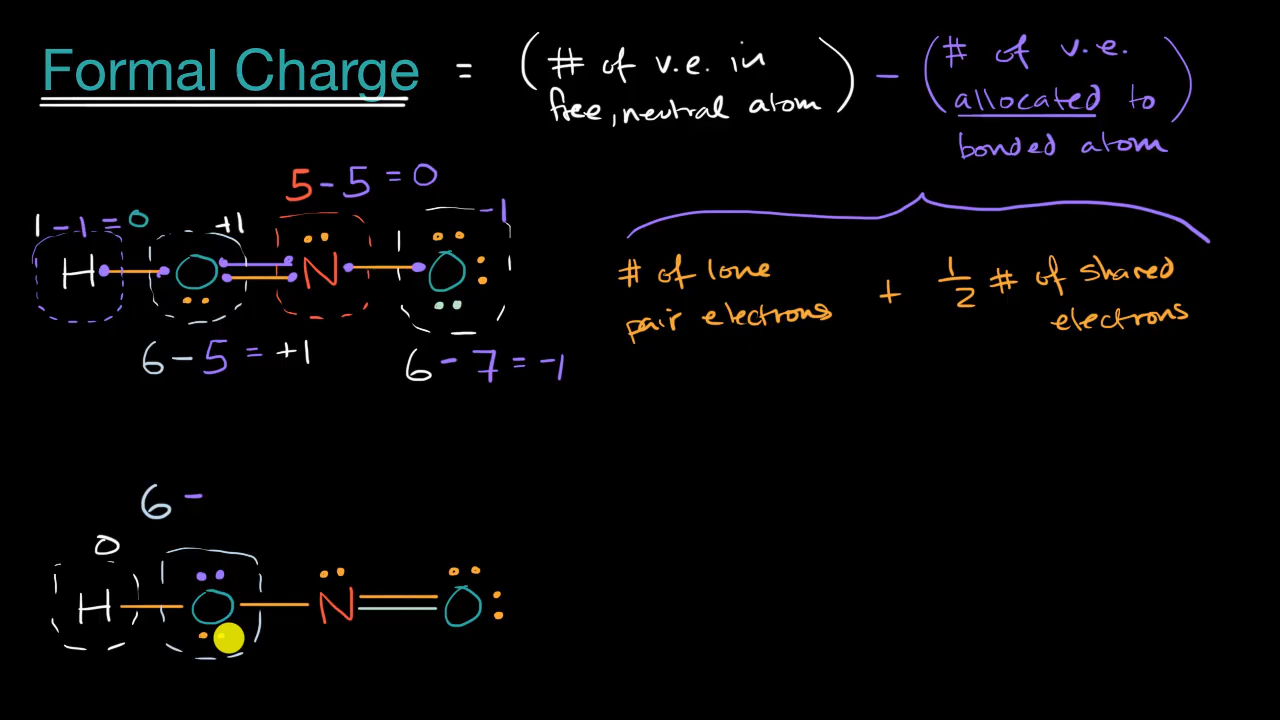 Formal Charge = (# of v.e. in free, neutral atom) - (# of v.e. allocated to bonded atom)
5 - 5 = 0
1 - 1 = 0 +1 -1
H O N O
6 - 5 = +1 6 - 7 = -1
# of lone pair electrons + 1/2 # of shared electrons
6 -
0
H O N O